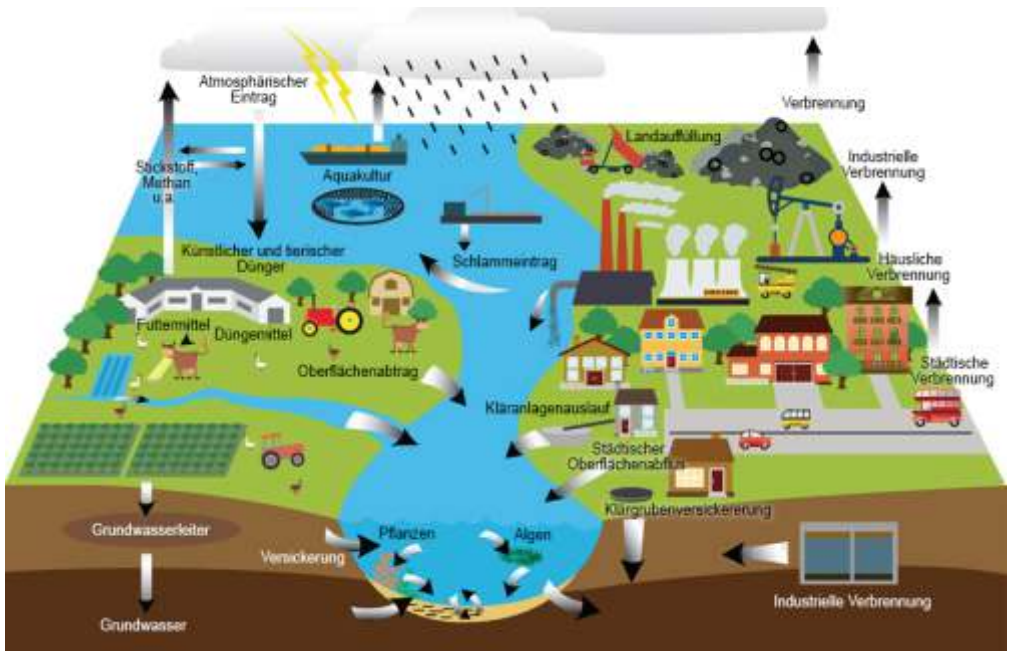 Atmosphärischer
Eintrag
Verbrennung
Landauffüllung
Stickstoff,
Methan
u.a.
Aquakultur
Industrielle
Verbrennung
Künstlicher und tierischer
Dünger
Schlammeintrag
Häusliche
Verbrennung
Futtermittel
Düngemittel
Oberflächenabtrag
Städtische
Verbrennung
Kläranlagenauslauf
Städtischer
Oberflächenabfluss
Klärgrubenversickererung
Grundwasserleiter
Pflanzen
Algen
Versickerung
Industrielle Verbrennung
Grundwasser